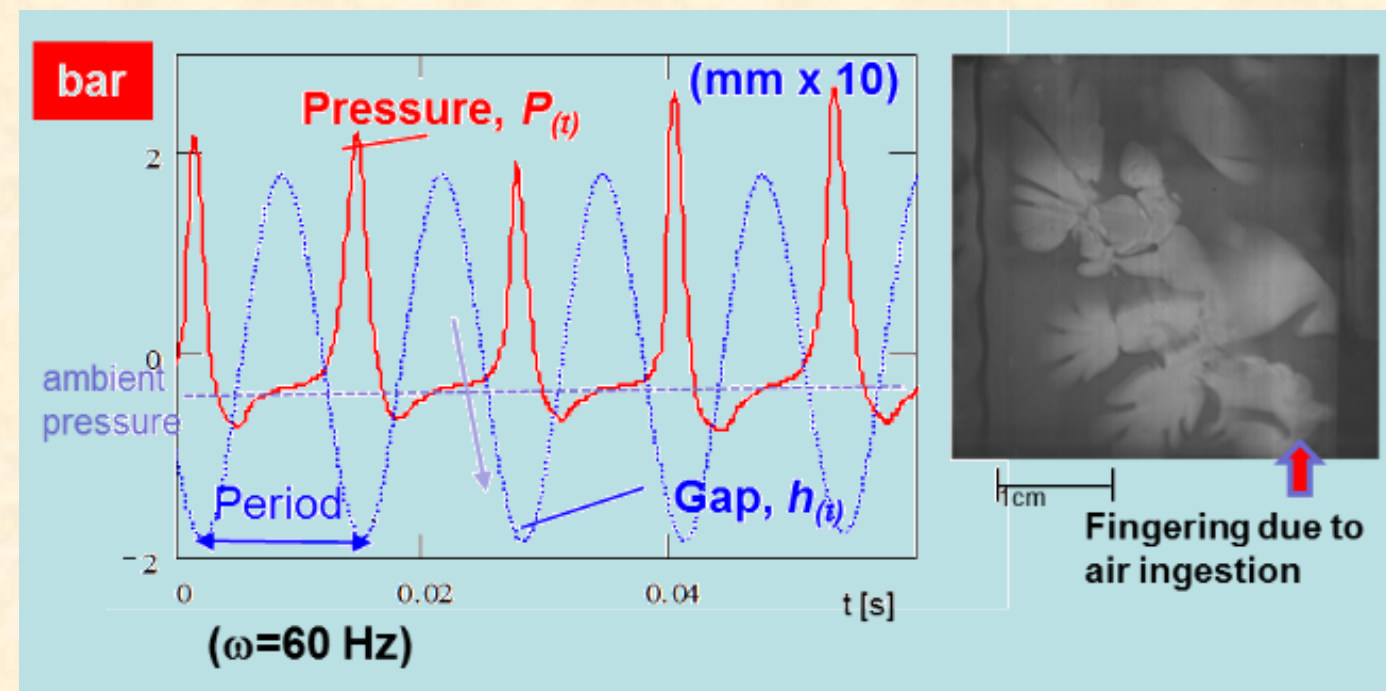 bar
(mm x 10)
Pressure, P(t)
2
0
ambient
pressure
Period
Gap, h(t)
-2
0
0.02
0.04
t [s]
(ω=60 Hz)
1cm
Fingering due to
air ingestion